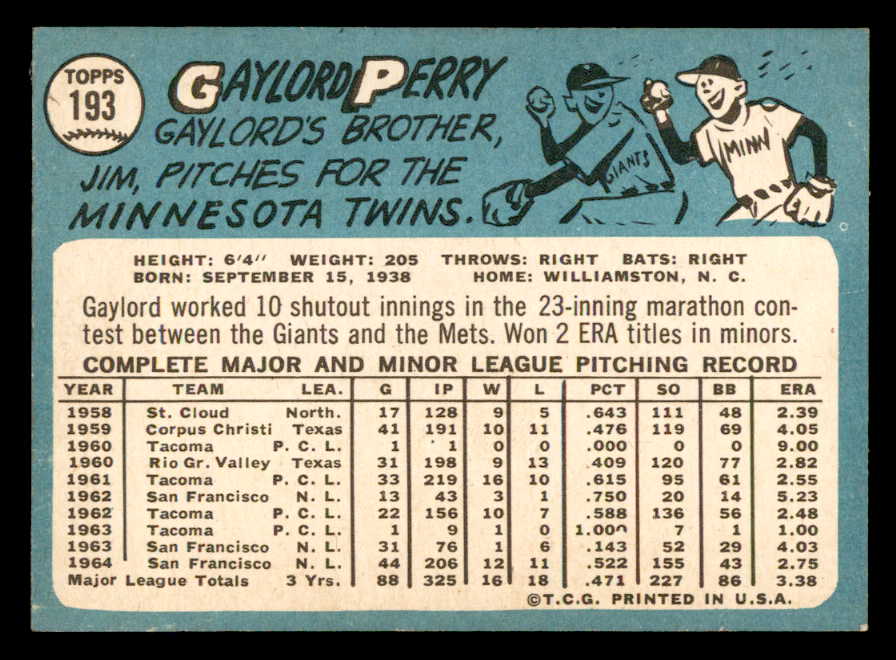 TOPPS
193
GAYLORD PERRY
GAYLORD'S BROTHER,
JIM, PITCHES FOR THE
MINNESOTA TWINS.
GIANTS
MINN
HEIGHT: 6'4" WEIGHT: 205 THROWS: RIGHT BATS: RIGHT
BORN: SEPTEMBER 15, 1938 HOME: WILLIAMSTON, N. C.
Gaylord worked 10 shutout innings in the 23-inning marathon con-
test between the Giants and the Mets. Won 2 ERA titles in minors.
COMPLETE MAJOR AND MINOR LEAGUE PITCHING RECORD
YEAR TEAM LEA. G IP W L PCT SO BB ERA
1958 St. Cloud North. 17 128 9 5 .643 111 48 2.39
1959 Corpus Christi Texas 41 191 10 11 .476 119 69 4.05
1960 Tacoma P. C. L. 1 1 0 0 .000 0 0 9.00
1960 Rio Gr. Valley Texas 31 198 9 13 .409 120 77 2.82
1961 Tacoma P. C. L. 33 219 16 10 .615 95 61 2.55
1962 San Francisco N. L. 13 43 3 1 .750 20 14 5.23
1962 Tacoma P. C. L. 22 156 10 7 .588 136 56 2.48
1963 Tacoma P. C. L. 1 9 1 0 1.000 7 1 1.00
1963 San Francisco N. L. 31 76 1 6 .143 52 29 4.03
1964 San Francisco N. L. 44 206 12 11 .522 155 43 2.75
Major League Totals 3 Yrs. 88 325 16 18 .471 227 86 3.38
©T.C.G. PRINTED IN U.S.A.